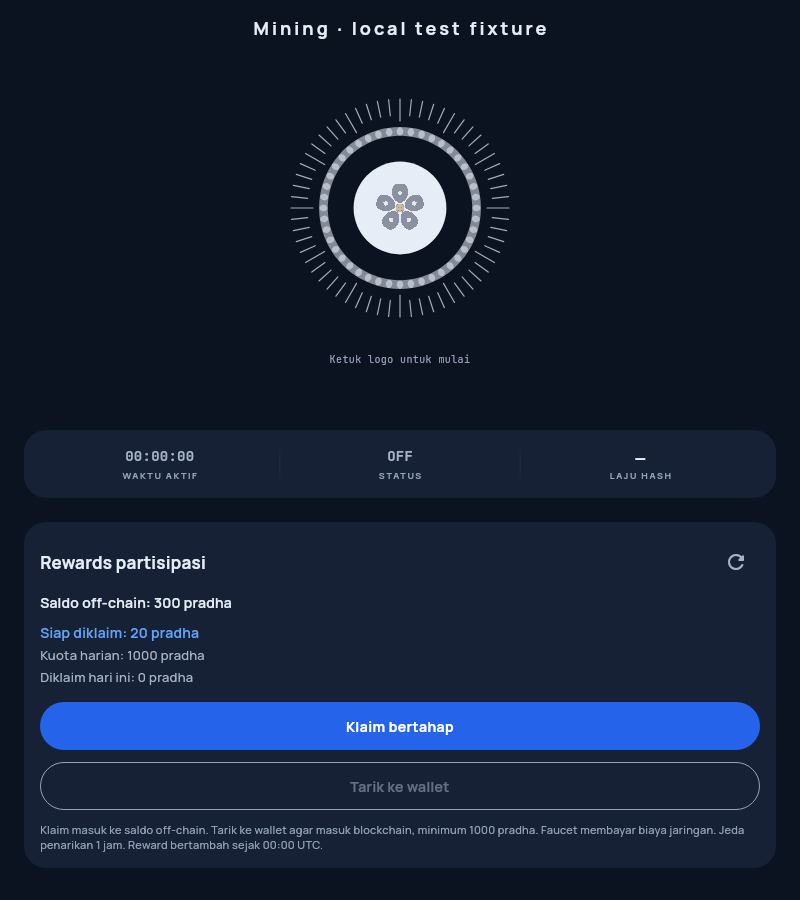 Mining · local test fixture
Ketuk logo untuk mulai
00:00:00
WAKTU AKTIF
OFF
STATUS
—
LAJU HASH
Rewards partisipasi
Saldo off-chain: 300 pradha
Siap diklaim: 20 pradha
Kuota harian: 1000 pradha
Diklaim hari ini: 0 pradha
Klaim bertahap
Tarik ke wallet
Klaim masuk ke saldo off-chain. Tarik ke wallet agar masuk blockchain, minimum 1000 pradha. Faucet membayar biaya jaringan. Jeda
penarikan 1 jam. Reward bertambah sejak 00:00 UTC.